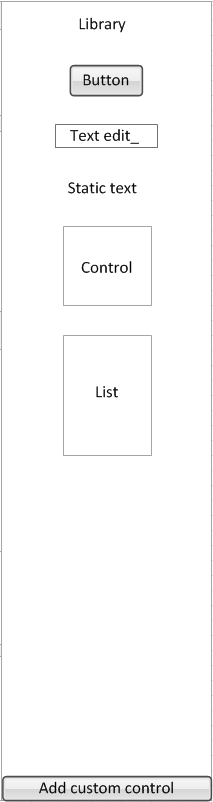 Library
Button
Text edit_
Static text
Control
List
Add custom control